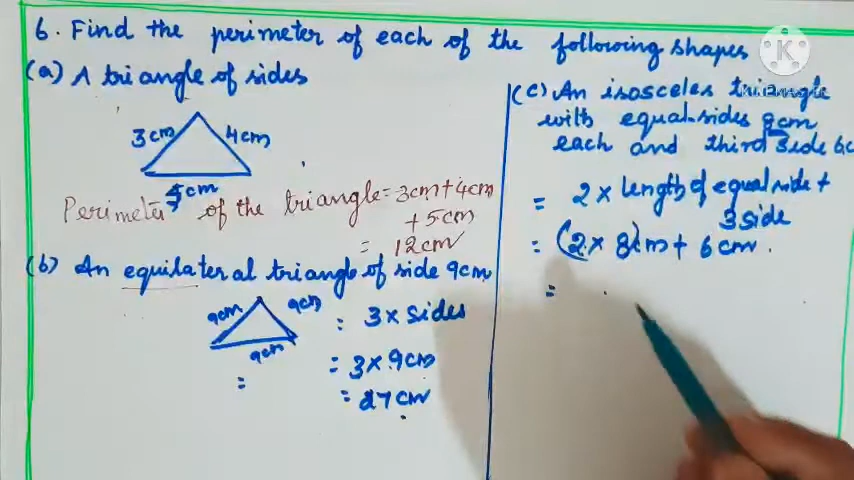 6. Find the perimeter of each of the following shapes
(a) A triangle of sides
3cm 4cm
5cm
Perimeter of the triangle = 3cm + 4cm
+ 5cm
= 12cm
(b) An equilateral triangle of side 9cm
9cm 9cm
9cm
= 3 × sides
= 3 × 9cm
=
= 27cm
(c) An isosceles triangle
with equal sides 8cm
each and third side 6c
= 2 × length of equal side +
3 side
= (2 × 8)cm + 6cm.
=
K